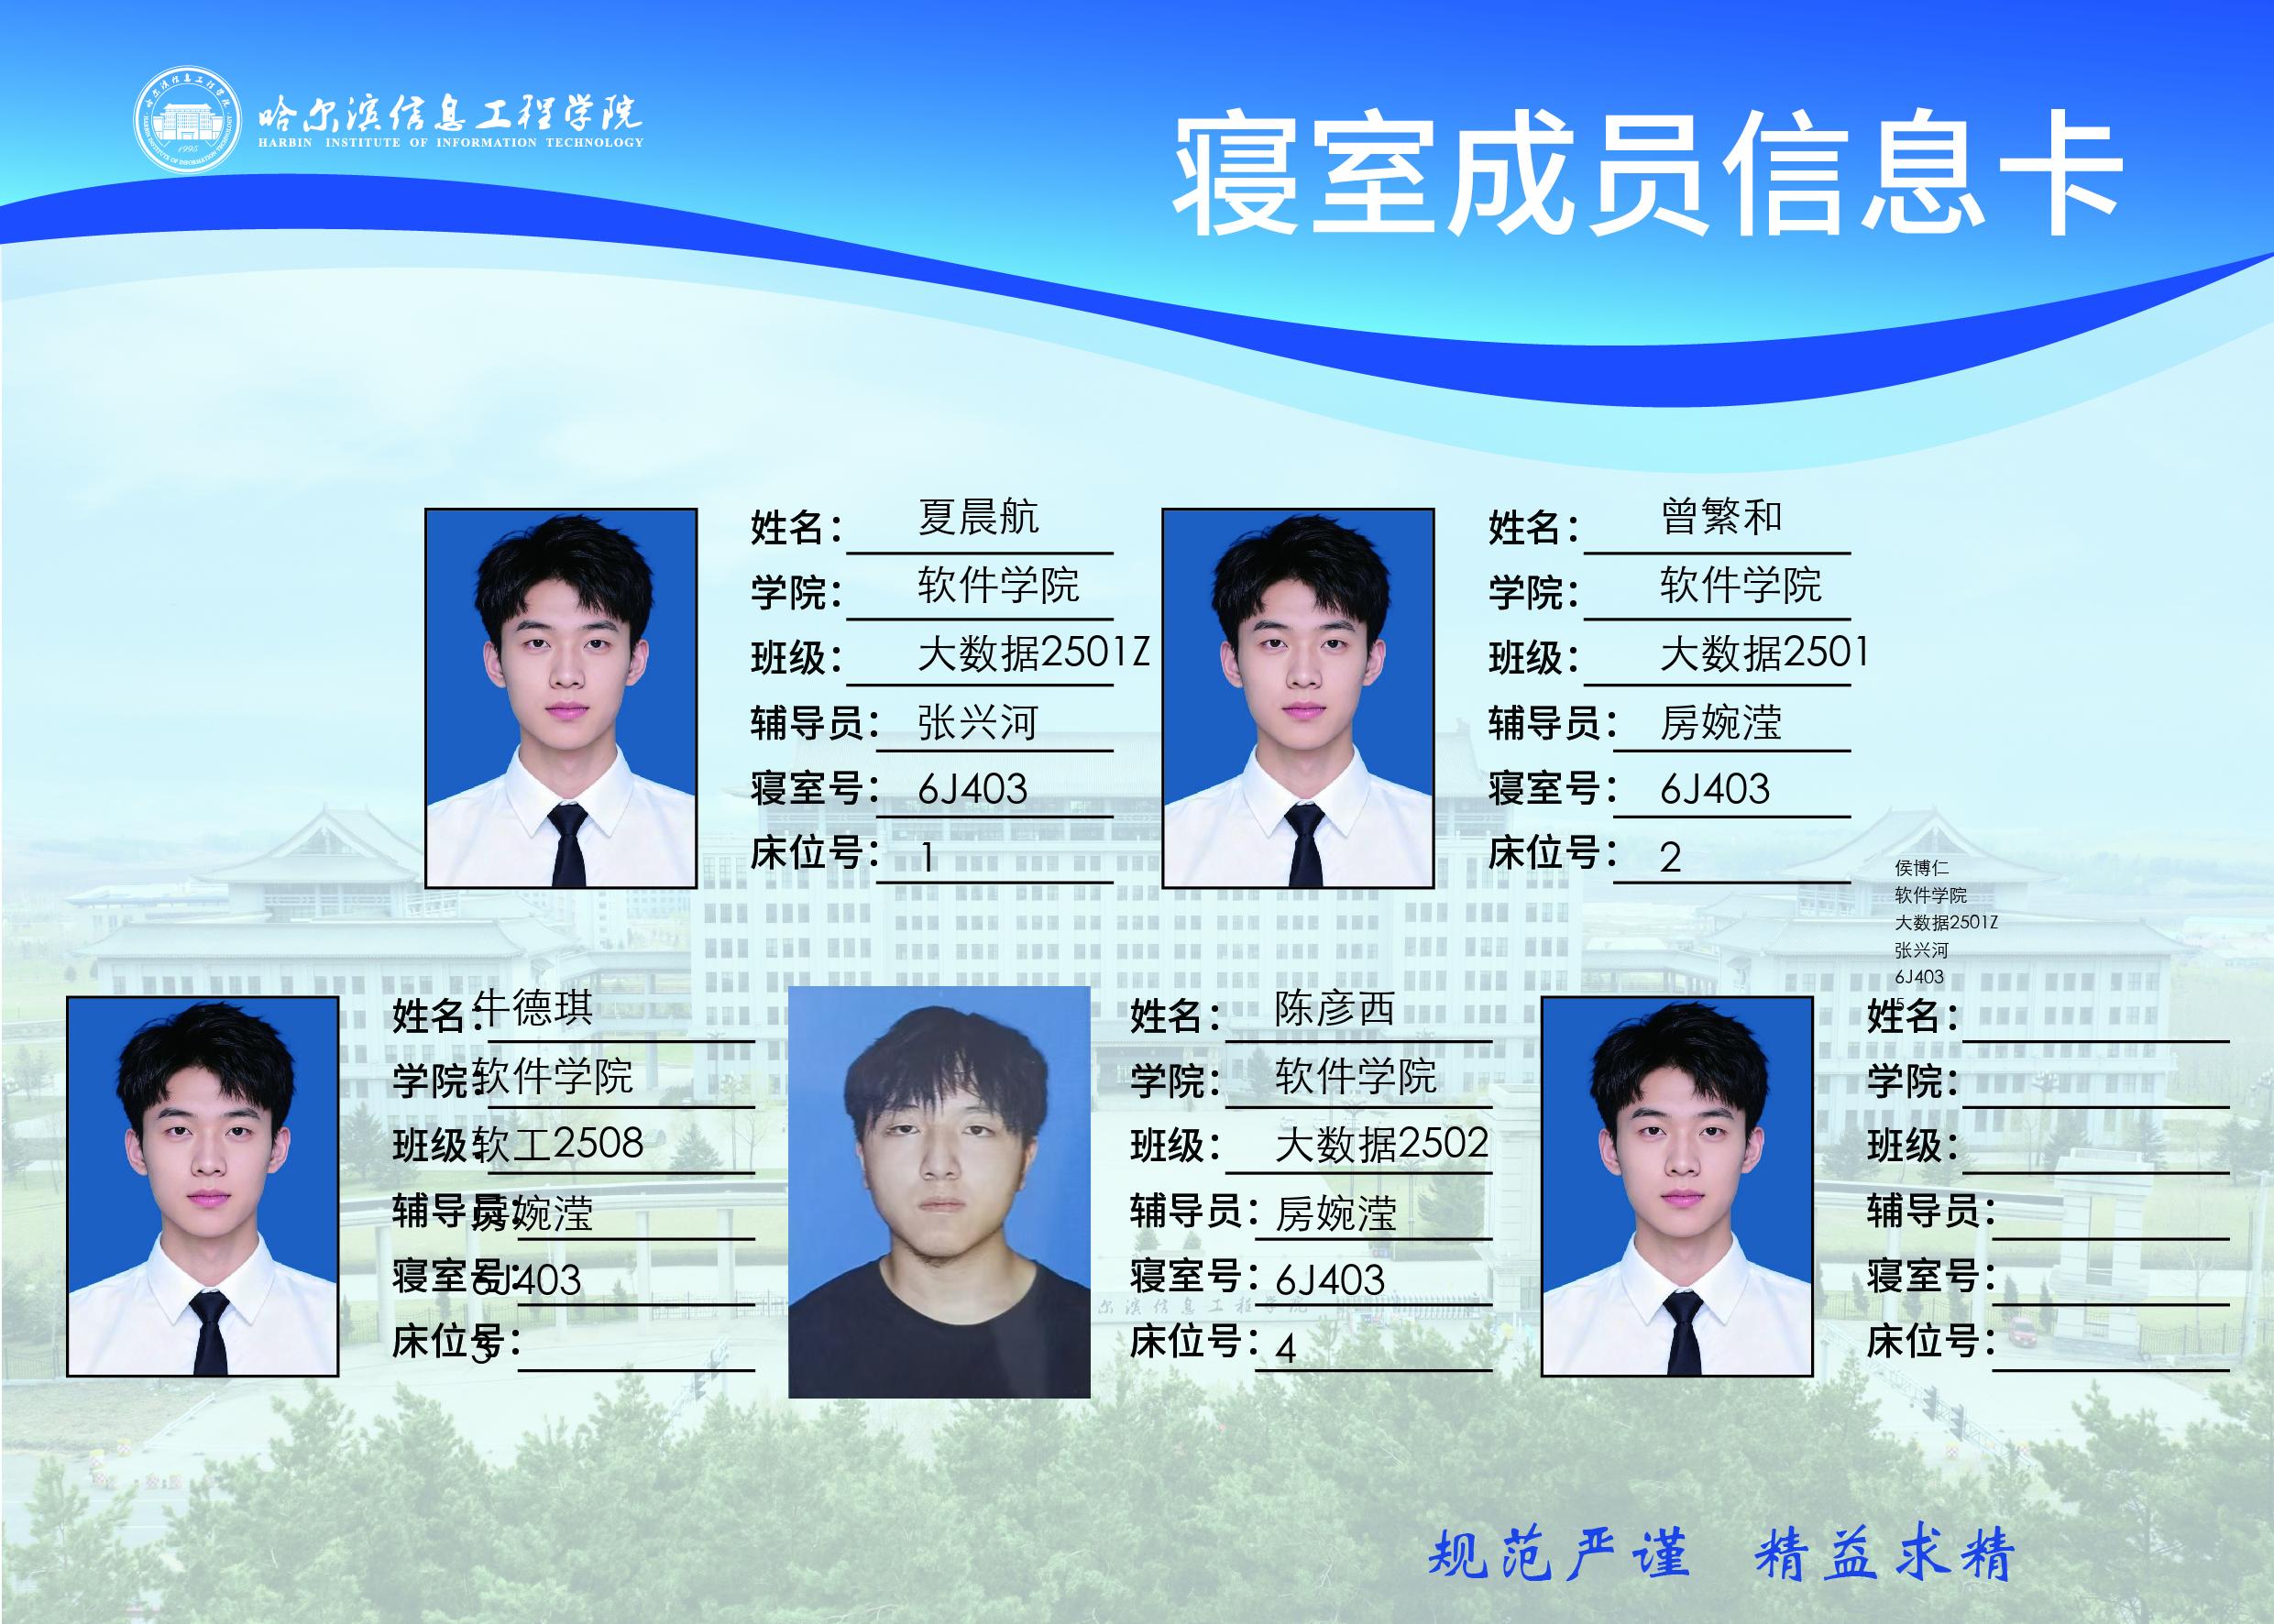 哈尔滨信息工程学院
HARBIN INSTITUTE OF INFORMATION TECHNOLOGY
1995
寝室成员信息卡
姓名：夏晨航
学院：软件学院
班级：大数据2501Z
辅导员：张兴河
寝室号：6J403
床位号：1
姓名：曾繁和
学院：软件学院
班级：大数据2501
辅导员：房婉滢
寝室号：6J403
床位号：2
侯博仁
软件学院
大数据2501Z
张兴河
6J403
5
姓名：牛德琪
学院：软件学院
班级：软工2508
辅导员：房婉滢
寝室号：6J403
床位号：3
姓名：陈彦西
学院：软件学院
班级：大数据2502
辅导员：房婉滢
寝室号：6J403
床位号：4
姓名：
学院：
班级：
辅导员：
寝室号：
床位号：
尔滨信息工程学院
规范严谨 精益求精